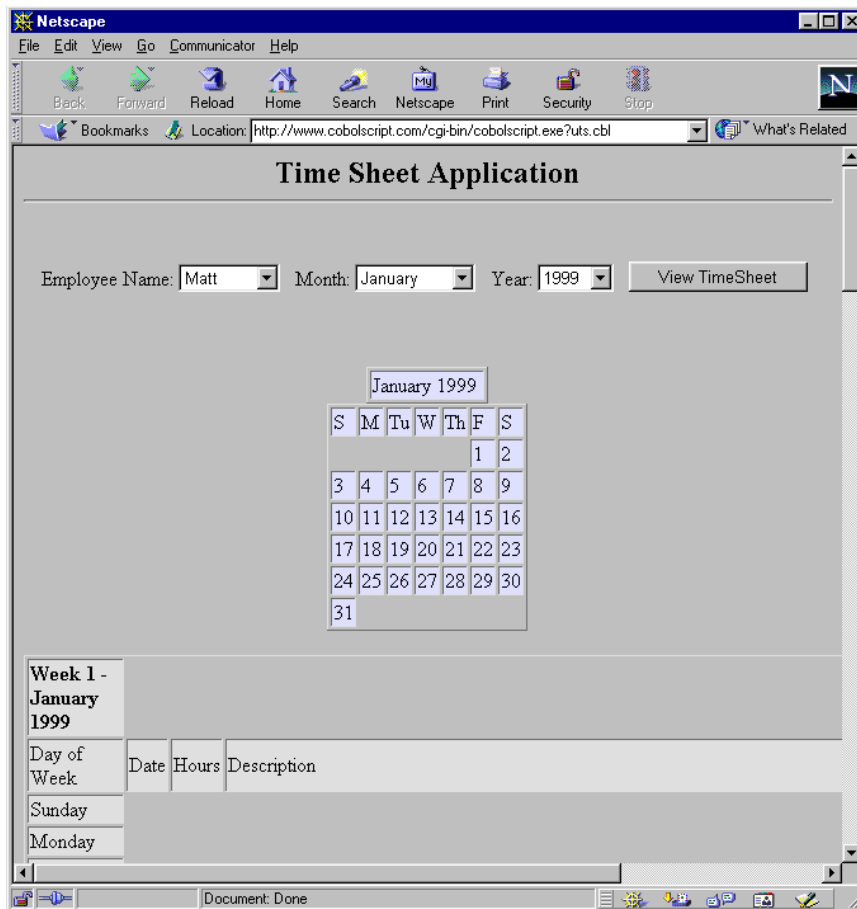 Netscape
File Edit View Go Communicator Help
My
Back Forward Reload Home Search Netscape Print Security Stop
N
Bookmarks Location: http://www.cobolscript.com/cgi-bin/cobolscript.exe?uts.cbl What's Related
Time Sheet Application
Employee Name: Matt Month: January Year: 1999 View TimeSheet
January 1999
S M Tu W Th F S
1 2
3 4 5 6 7 8 9
10 11 12 13 14 15 16
17 18 19 20 21 22 23
24 25 26 27 28 29 30
31
Week 1 -
January
1999
Day of
Week Date Hours Description
Sunday
Monday
Document: Done